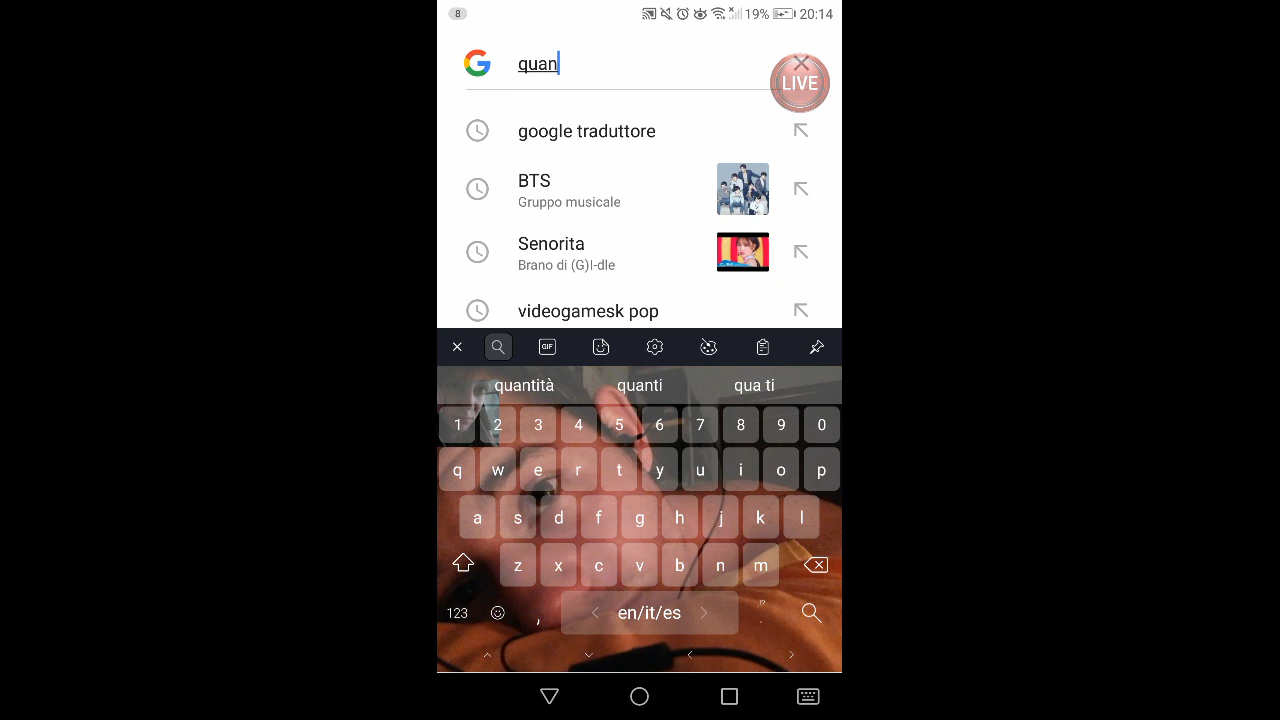 8 19% 20:14
quan
LIVE
google traduttore
BTS
Gruppo musicale
Senorita
Brano di (G)I-dle
videogamesk pop
GIF
quantità quanti qua ti
1 2 3 4 5 6 7 8 9 0
q w e r t y u i o p
a s d f g h j k l
z x c v b n m
123 , en/it/es